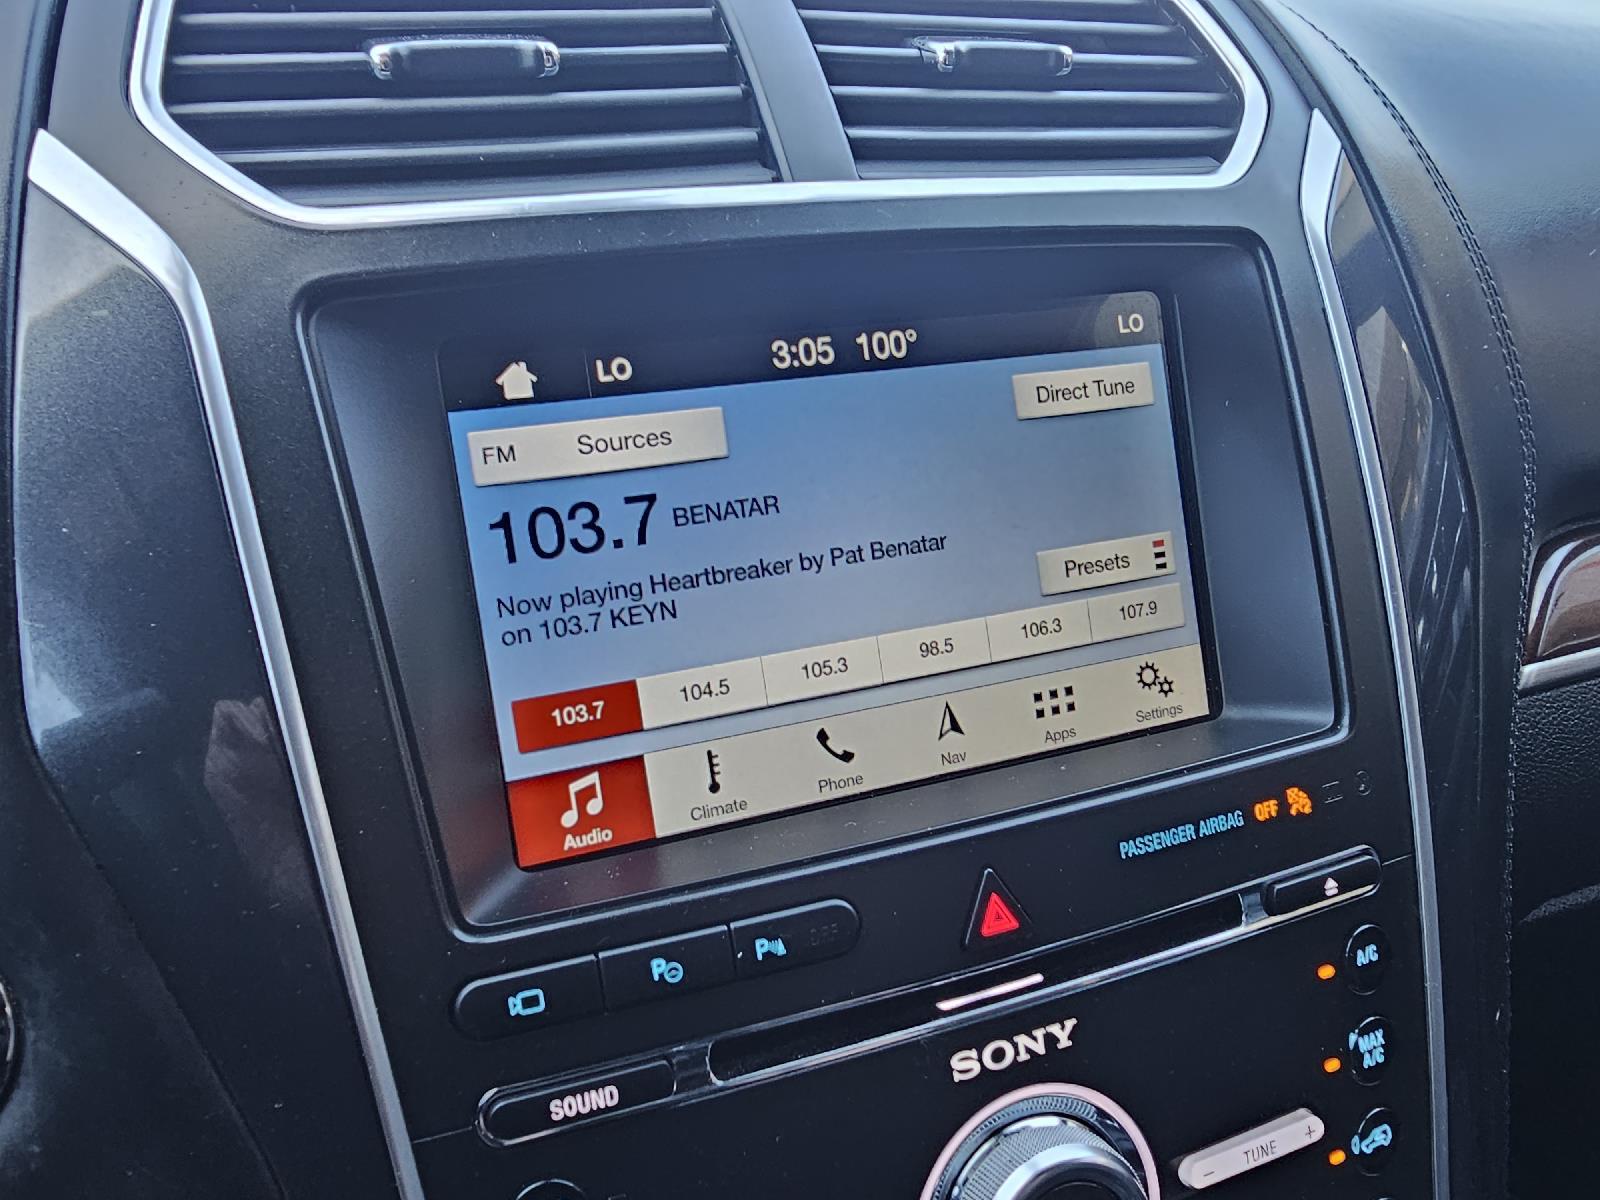 LO 3:05 100° LO
FM Sources
Direct Tune
103.7 BENATAR
Now playing Heartbreaker by Pat Benatar
on 103.7 KEYN
Presets
103.7 104.5 105.3 98.5 106.3 107.9
Audio Climate Phone Nav Apps Settings
PASSENGER AIRBAG OFF
P P OFF
A/C
SONY
MAX
A/C
SOUND
- TUNE +